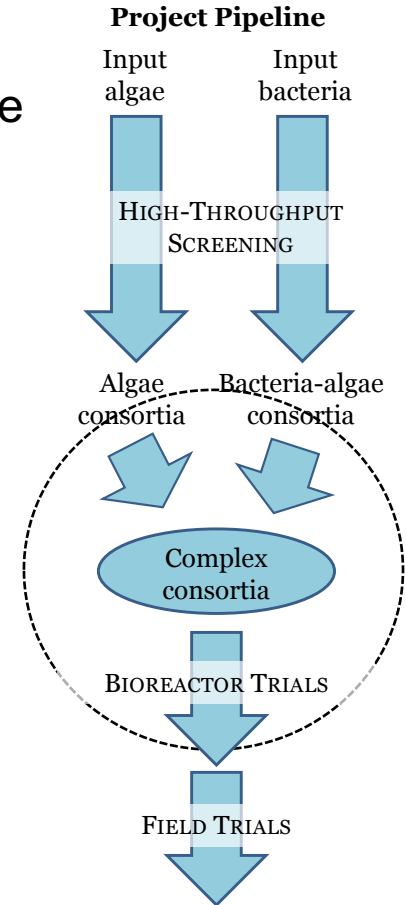 Project Pipeline
Input
algae
Input
bacteria
e
HIGH-THROUGHPUT
SCREENING
Algae
consortia
Bacteria-algae
consortia
Complex
consortia
BIOREACTOR TRIALS
FIELD TRIALS